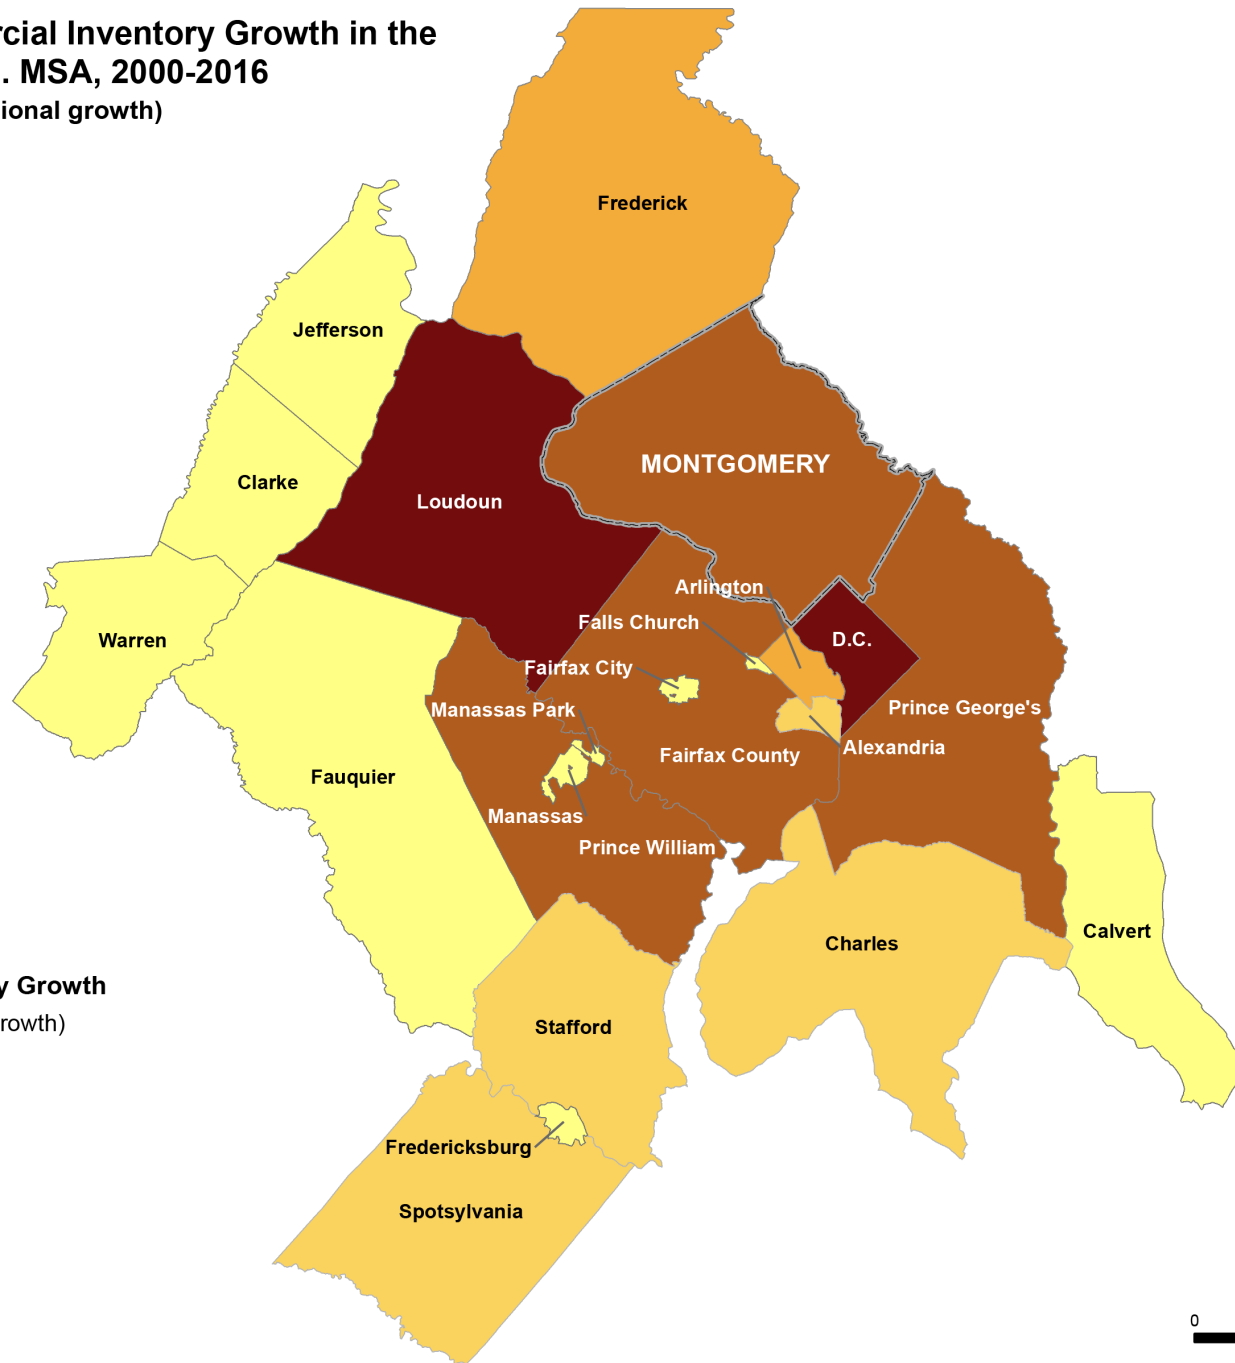 rcial Inventory Growth in the
. MSA, 2000-2016
ional growth)
Frederick
Jefferson
MONTGOMERY
Clarke
Loudoun
Arlington
Falls Church
Warren
D.C.
Fairfax City
Prince George's
Manassas Park
Alexandria
Fairfax County
Fauquier
Manassas
Prince William
Calvert
Charles
y Growth
rowth)
Stafford
Fredericksburg
Spotsylvania
0